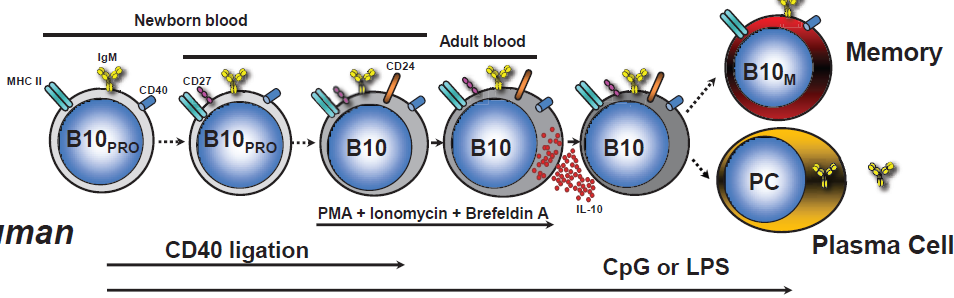 Newborn blood
Adult blood
IgM
MHC II
CD40
CD27
CD24
Memory
B10PRO
B10PRO
B10
B10
B10
B10M
PC
IL-10
PMA + Ionomycin + Brefeldin A
Plasma Cell
CD40 ligation
CpG or LPS